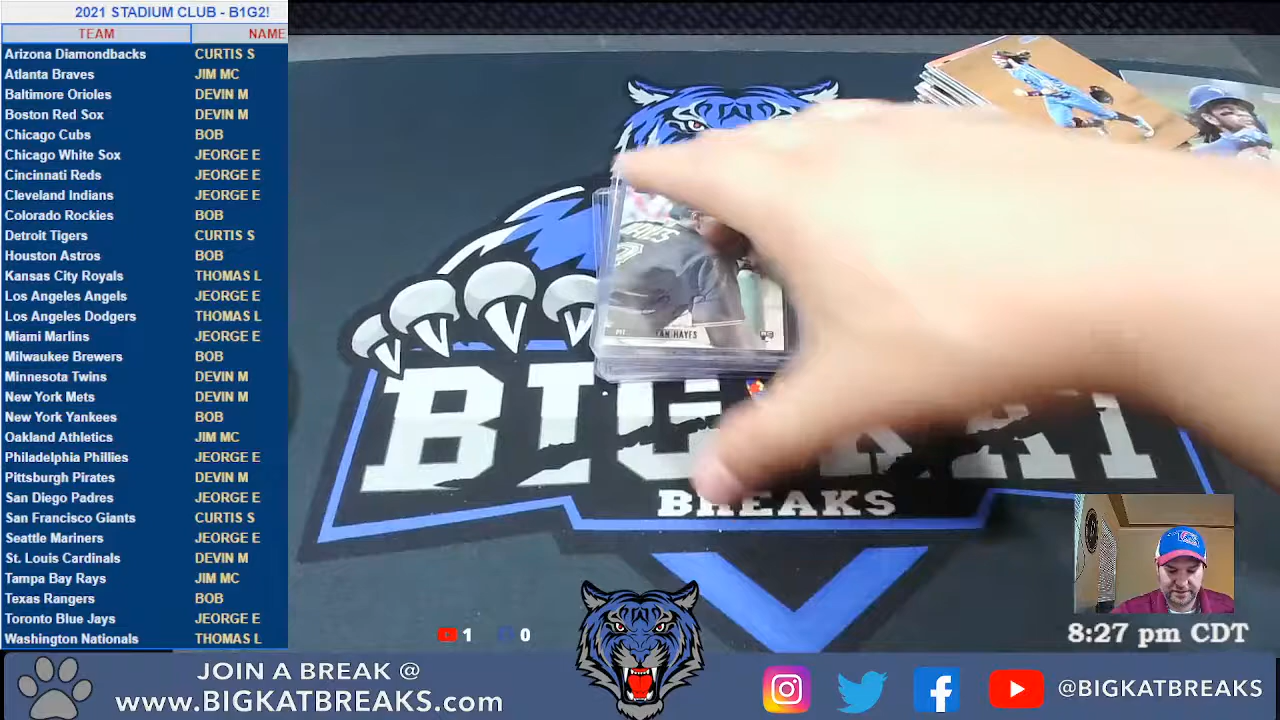 2021 STADIUM CLUB - B1G2!
TEAM NAME
Arizona Diamondbacks CURTIS S
Atlanta Braves JIM MC
Baltimore Orioles DEVIN M
Boston Red Sox DEVIN M
Chicago Cubs BOB
Chicago White Sox JEORGE E
Cincinnati Reds JEORGE E
Cleveland Indians JEORGE E
Colorado Rockies BOB
Detroit Tigers CURTIS S
Houston Astros BOB
Kansas City Royals THOMAS L
Los Angeles Angels JEORGE E
Los Angeles Dodgers THOMAS L
Miami Marlins JEORGE E
Milwaukee Brewers BOB
Minnesota Twins DEVIN M
New York Mets DEVIN M
New York Yankees BOB
Oakland Athletics JIM MC
Philadelphia Phillies JEORGE E
Pittsburgh Pirates DEVIN M
San Diego Padres JEORGE E
San Francisco Giants CURTIS S
Seattle Mariners JEORGE E
St. Louis Cardinals DEVIN M
Tampa Bay Rays JIM MC
Texas Rangers BOB
Toronto Blue Jays JEORGE E
Washington Nationals THOMAS L
HAYES
BREAKS
1 0
8:27 pm CDT
JOIN A BREAK @
www.BIGKATBREAKS.com
@BIGKATBREAKS